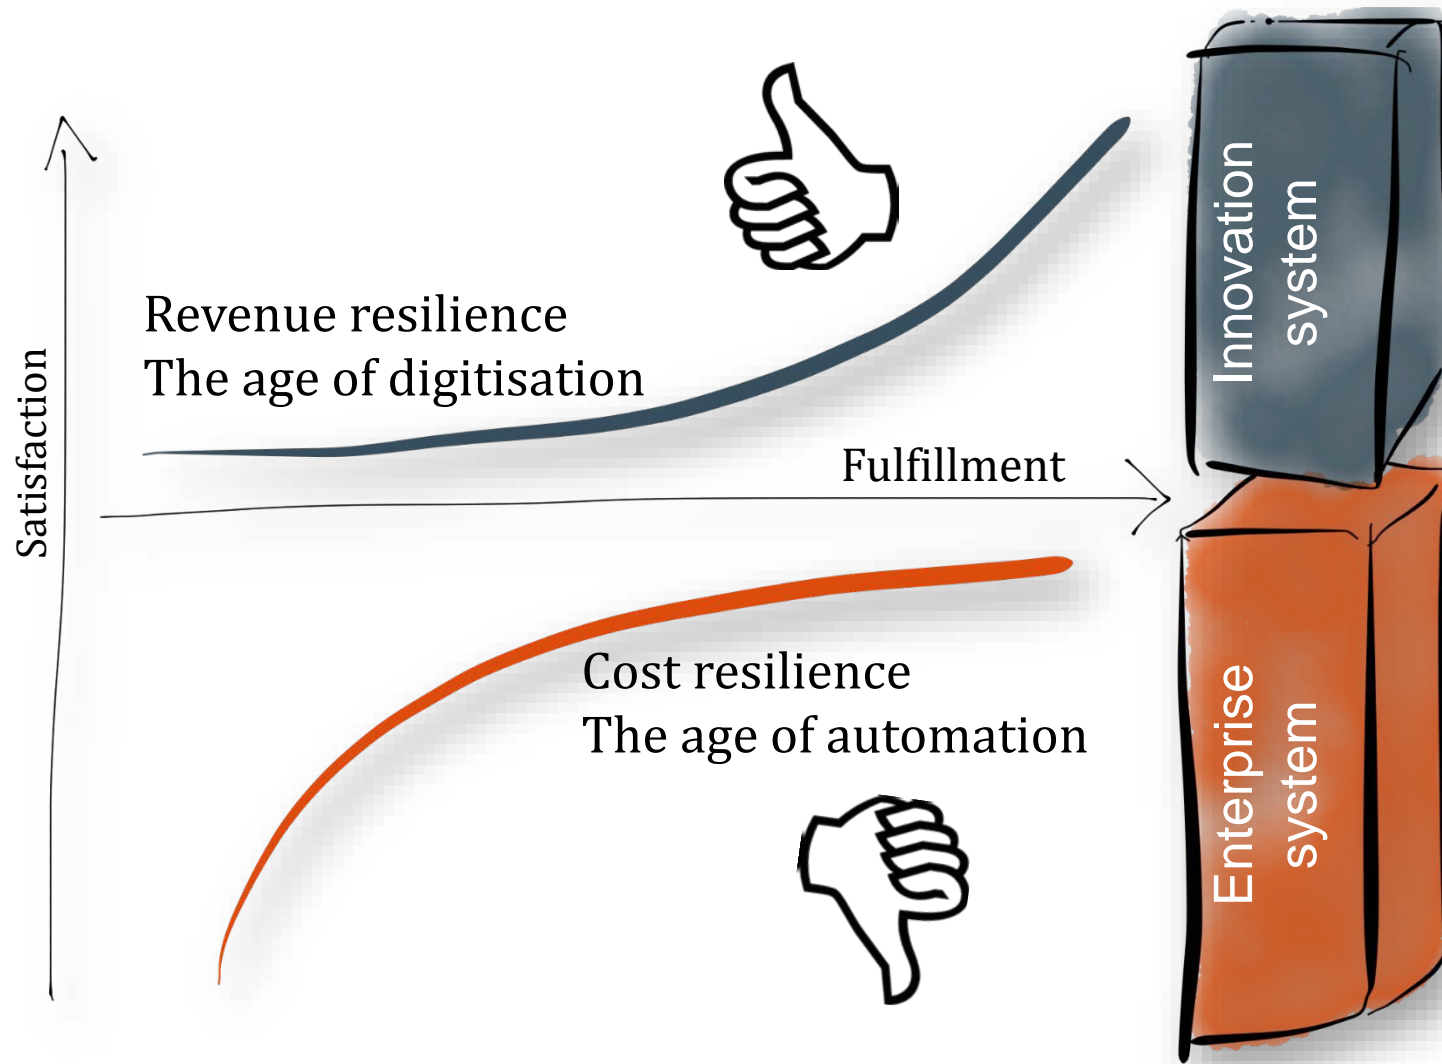 Satisfaction
Revenue resilience
The age of digitisation
Fulfillment
Cost resilience
The age of automation
Innovation
system
Enterprise
system